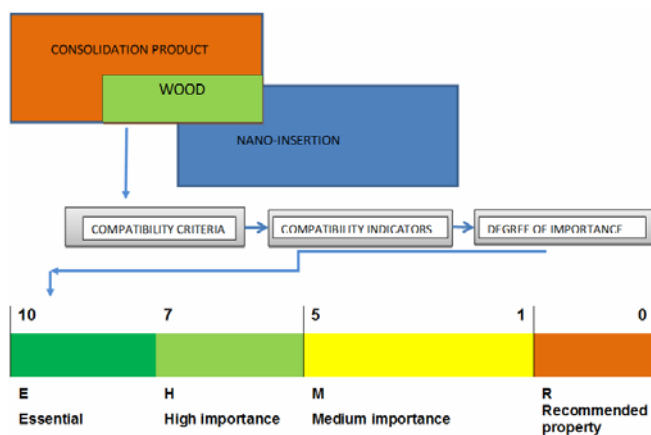 CONSOLIDATION PRODUCT
WOOD
NANO-INSERTION
COMPATIBILITY CRITERIA
COMPATIBILITY INDICATORS
DEGREE OF IMPORTANCE
10 7 5 1 0
E H M R
Essential High importance Medium importance Recommended
property